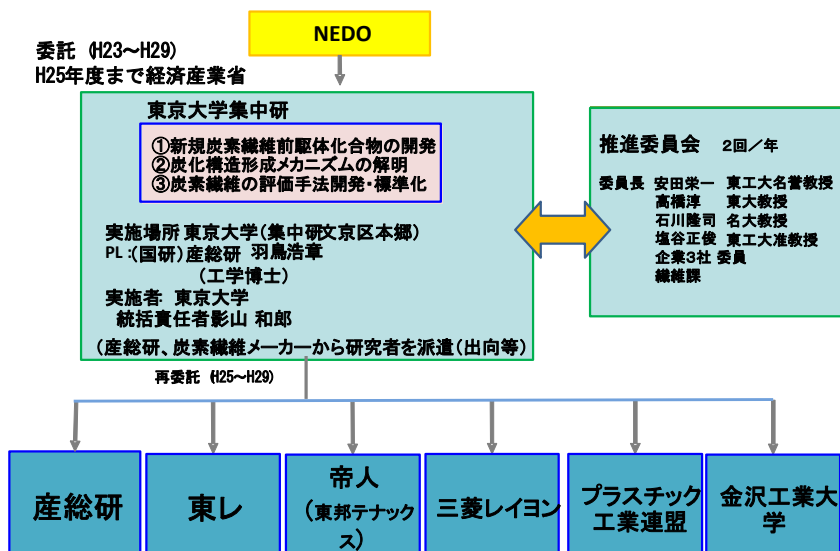 NEDO
委託 (H23～H29)
H25年度まで経済産業省
東京大学集中研
①新規炭素繊維前駆体化合物の開発
②炭化構造形成メカニズムの解明
③炭素繊維の評価手法開発・標準化
実施場所 東京大学(集中研文京区本郷)
PL:(国研)産総研 羽鳥浩章
(工学博士)
実施者: 東京大学
統括責任者影山 和郎
(産総研、炭素繊維メーカーから研究者を派遣(出向等)
推進委員会 2回／年
委員長 安田栄一 東工大名誉教授
高橋淳 東大教授
石川隆司 名大教授
塩谷正俊 東工大准教授
企業3社 委員
繊維課
再委託 (H25～H29)
産総研
東レ
帝人
(東邦テナック
ス)
三菱レイヨン
プラスチック
工業連盟
金沢工業大
学